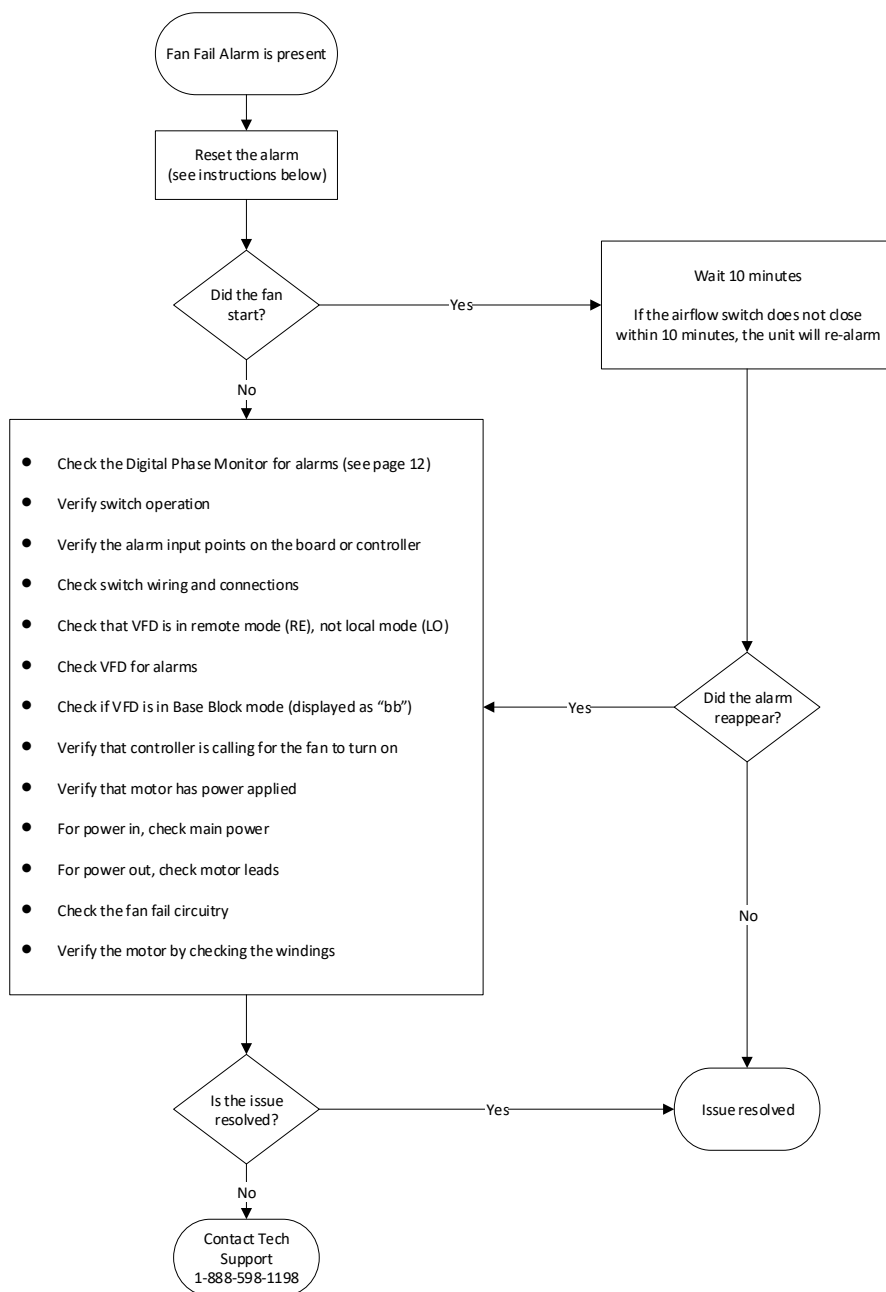 Fan Fail Alarm is present
Reset the alarm
(see instructions below)
Did the fan
start?
Yes
Wait 10 minutes
If the airflow switch does not close
within 10 minutes, the unit will re-alarm
No
● Check the Digital Phase Monitor for alarms (see page 12)
● Verify switch operation
● Verify the alarm input points on the board or controller
● Check switch wiring and connections
● Check that VFD is in remote mode (RE), not local mode (LO)
● Check VFD for alarms
● Check if VFD is in Base Block mode (displayed as “bb”)
● Verify that controller is calling for the fan to turn on
● Verify that motor has power applied
● For power in, check main power
● For power out, check motor leads
● Check the fan fail circuitry
● Verify the motor by checking the windings
Did the alarm
reappear?
Yes
No
Is the issue
resolved?
Yes
Issue resolved
No
Contact Tech
Support
1-888-598-1198